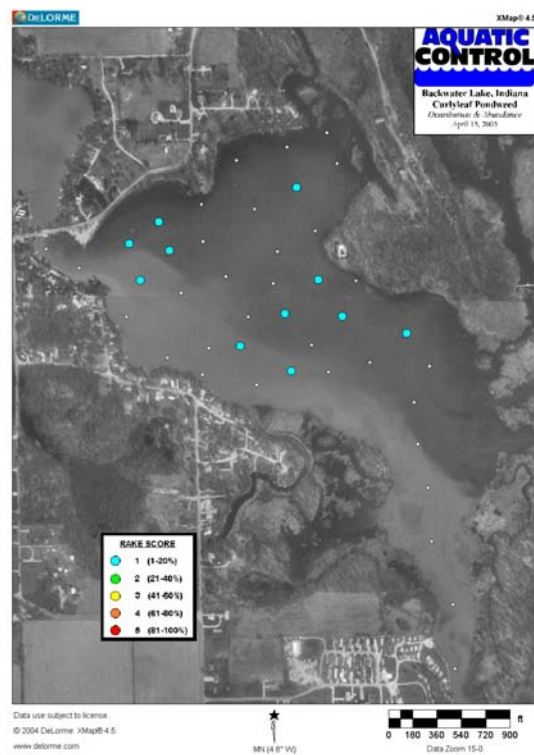 DeLORME
XMap® 4.5
AQUATIC
CONTROL
Backwater Lake, Indiana
Curlyleaf Pondweed
Distribution & Abundance
RAKE SCORE
1 (1-20%)
2 (21-40%)
3 (41-60%)
4 (61-80%)
5 (81-100%)
Data use subject to license.
© 2004 DeLorme XMap® 4.5.
www.delorme.com
MN (4.6° W)
ft
0 180 360 540 720 900
Data Zoom 15-0